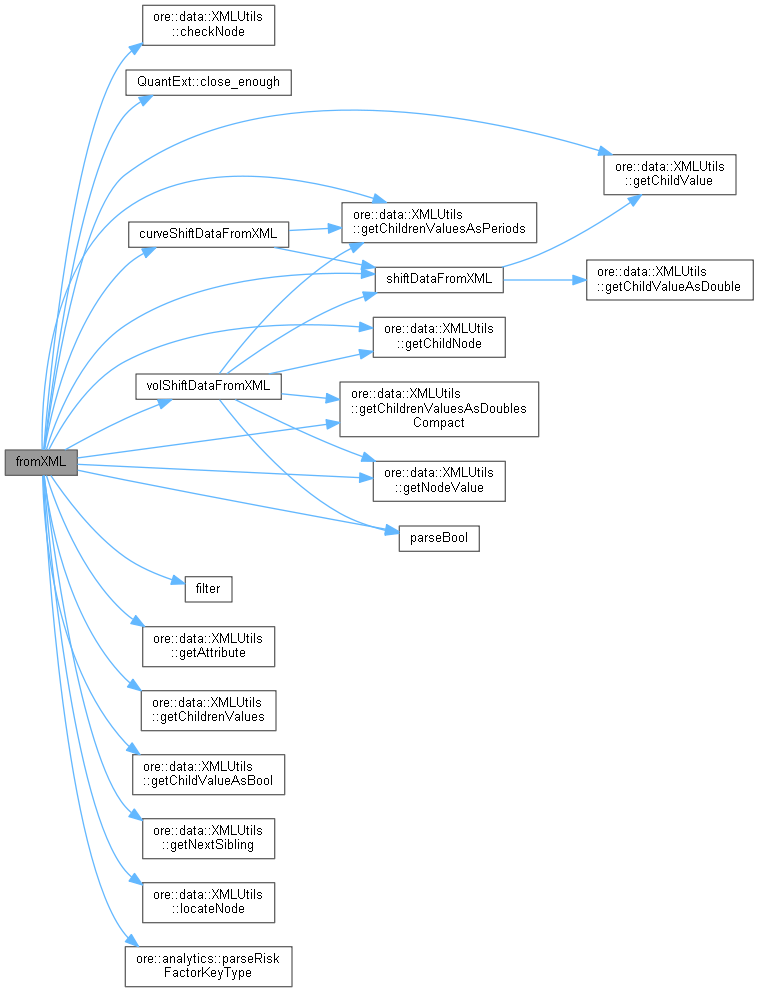 ore::data::XMLUtils
::checkNode
QuantExt::close_enough
ore::data::XMLUtils
::getChildValue
ore::data::XMLUtils
::getChildrenValuesAsPeriods
curveShiftDataFromXML
shiftDataFromXML
ore::data::XMLUtils
::getChildValueAsDouble
ore::data::XMLUtils
::getChildNode
volShiftDataFromXML
ore::data::XMLUtils
::getChildrenValuesAsDoubles
Compact
fromXML
ore::data::XMLUtils
::getNodeValue
parseBool
filter
ore::data::XMLUtils
::getAttribute
ore::data::XMLUtils
::getChildrenValues
ore::data::XMLUtils
::getChildValueAsBool
ore::data::XMLUtils
::getNextSibling
ore::data::XMLUtils
::locateNode
ore::analytics::parseRisk
FactorKeyType